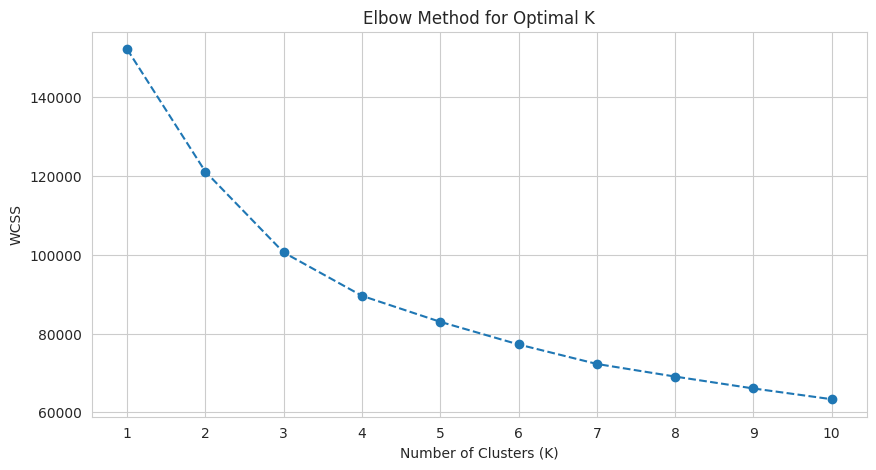 Elbow Method for Optimal K
WCSS
140000
120000
100000
80000
60000
1 2 3 4 5 6 7 8 9 10
Number of Clusters (K)